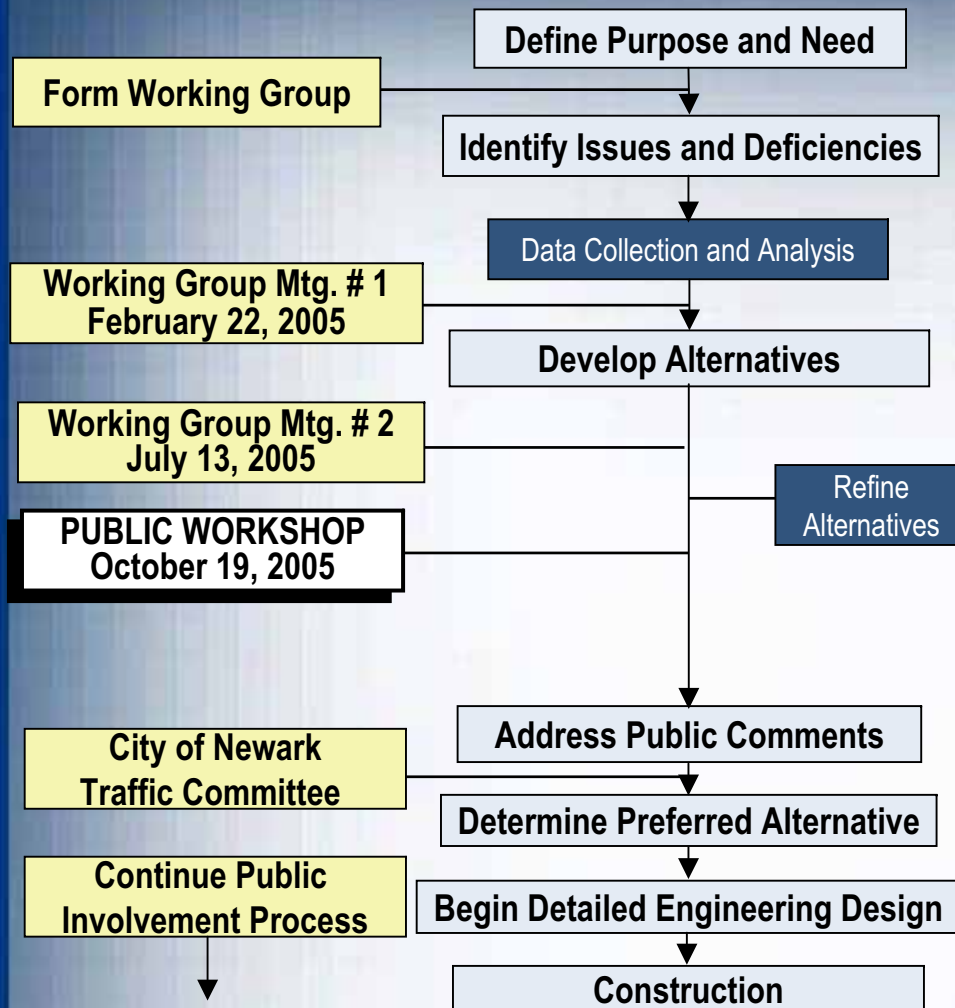 Define Purpose and Need
Form Working Group
Identify Issues and Deficiencies
Data Collection and Analysis
Working Group Mtg. # 1
February 22, 2005
Develop Alternatives
Working Group Mtg. # 2
July 13, 2005
Refine
Alternatives
PUBLIC WORKSHOP
October 19, 2005
Address Public Comments
City of Newark
Traffic Committee
Determine Preferred Alternative
Continue Public
Involvement Process
Begin Detailed Engineering Design
Construction